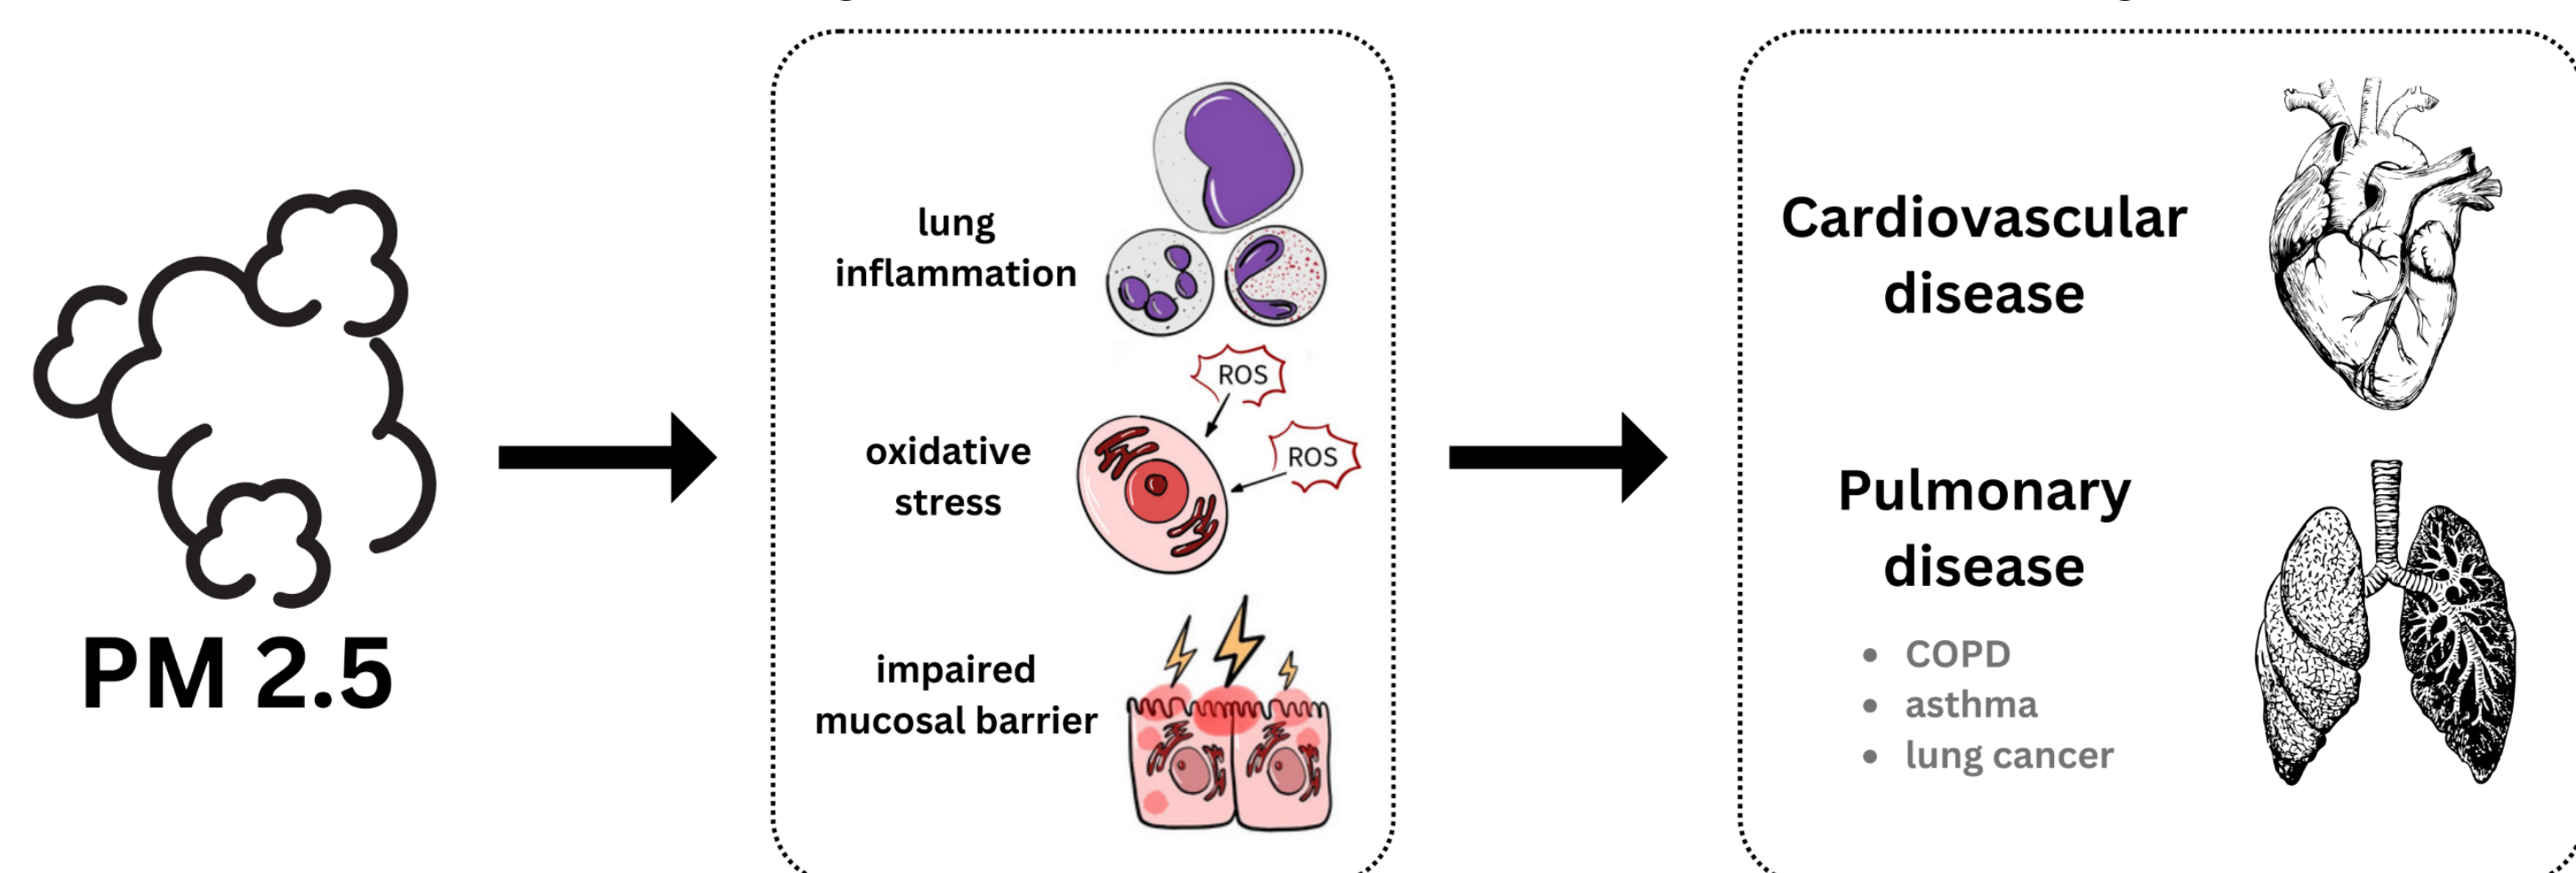 PM 2.5
lung
inflammation
ROS
ROS
oxidative
stress
impaired
mucosal barrier
Cardiovascular
disease
Pulmonary
disease
• COPD
• asthma
• lung cancer